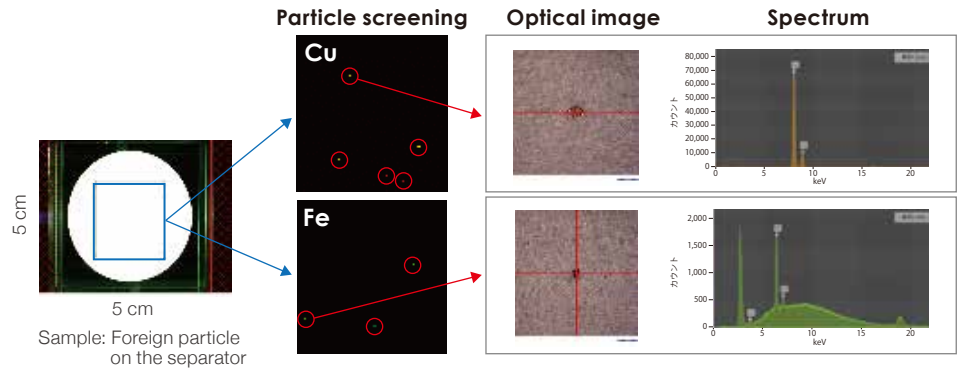 Particle screening
Optical image
Spectrum
Cu
80,000
70,000
60,000
50,000
40,000
30,000
20,000
10,000
0
カウント
0
5
10
15
20
keV
5 cm
5 cm
Sample: Foreign particle
on the separator
Fe
2,000
1,500
1,000
500
0
カウント
0
5
10
15
20
keV